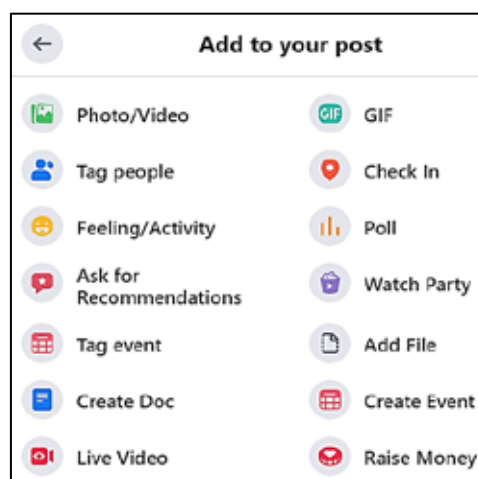 Add to your post
Photo/Video
GIF
GIF
Tag people
Check In
Feeling/Activity
Poll
Ask for
Recommendations
Watch Party
Tag event
Add File
Create Doc
Create Event
Live Video
Raise Money